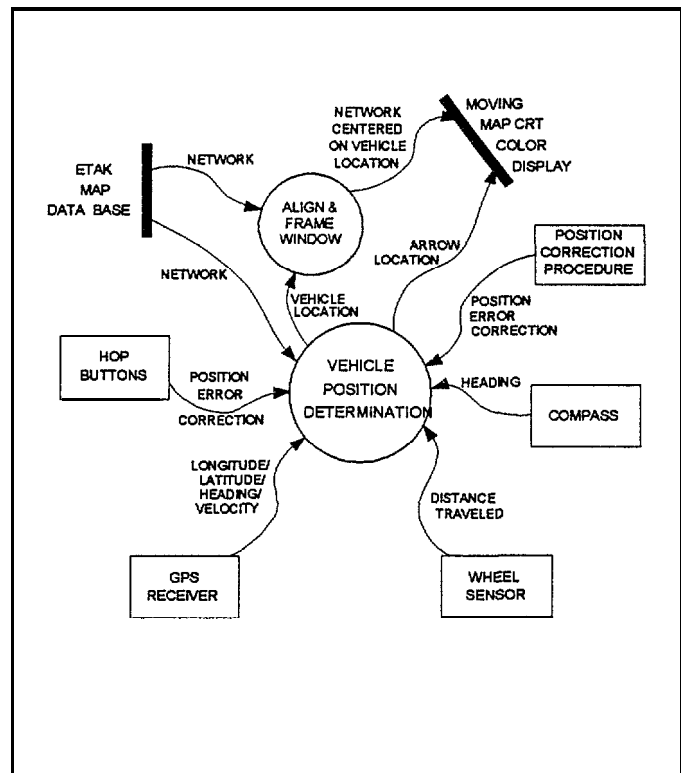 NETWORK
CENTERED
ON VEHICLE
LOCATION
MOVING
MAP CRT
COLOR
DISPLAY
ETAK
MAP
DATA BASE
NETWORK
ALIGN &
FRAME
WINDOW
NETWORK
VEHICLE
LOCATION
ARROW
LOCATION
POSITION
CORRECTION
PROCEDURE
POSITION
ERROR
CORRECTION
HOP
BUTTONS
POSITION
ERROR
CORRECTION
VEHICLE
POSITION
DETERMINATION
HEADING
COMPASS
LONGITUDE/
LATITUDE/
HEADING/
VELOCITY
DISTANCE
TRAVELED
GPS
RECEIVER
WHEEL
SENSOR